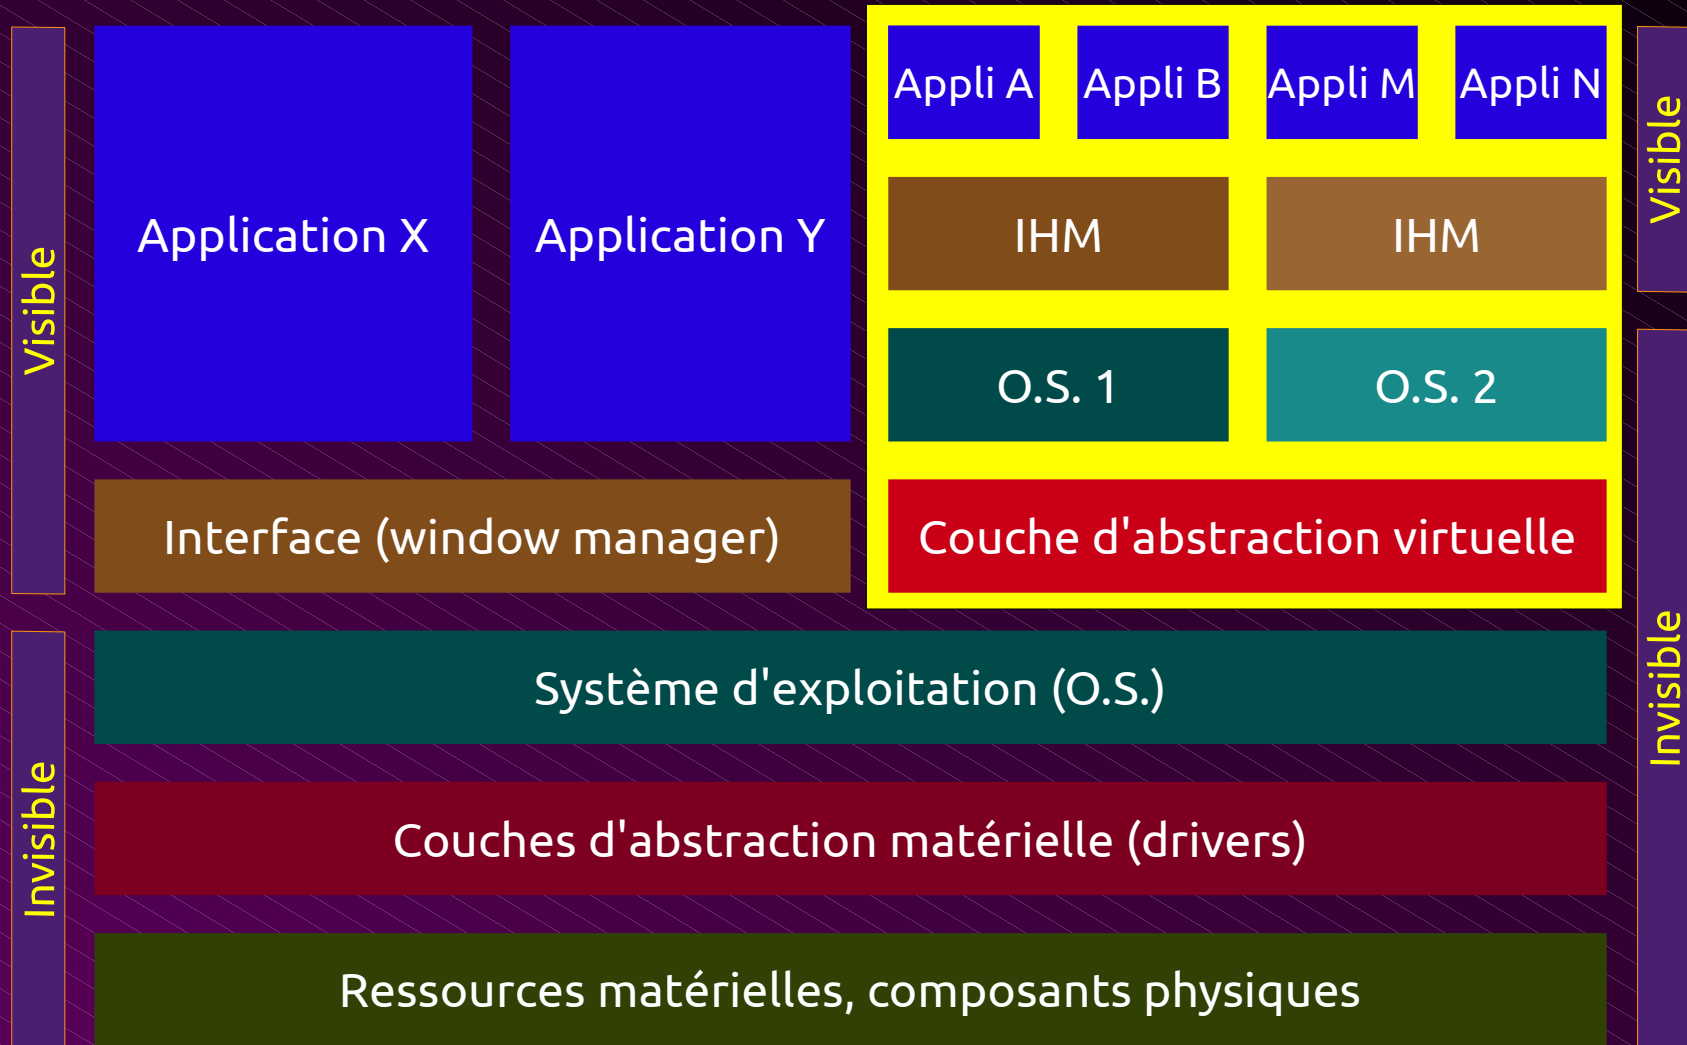 Visible
Application X
Application Y
Appli A
Appli B
Appli M
Appli N
Visible
IHM
IHM
O.S. 1
O.S. 2
Interface (window manager)
Couche d'abstraction virtuelle
Invisible
Système d'exploitation (O.S.)
Invisible
Couches d'abstraction matérielle (drivers)
Ressources matérielles, composants physiques